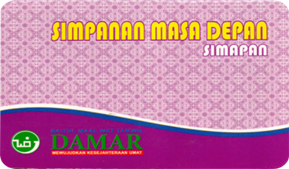 SIMPANAN MASA DEPAN
SIMAPAN
DAMAR
MEWUJUDKAN KESEJAHTERAAN UMAT